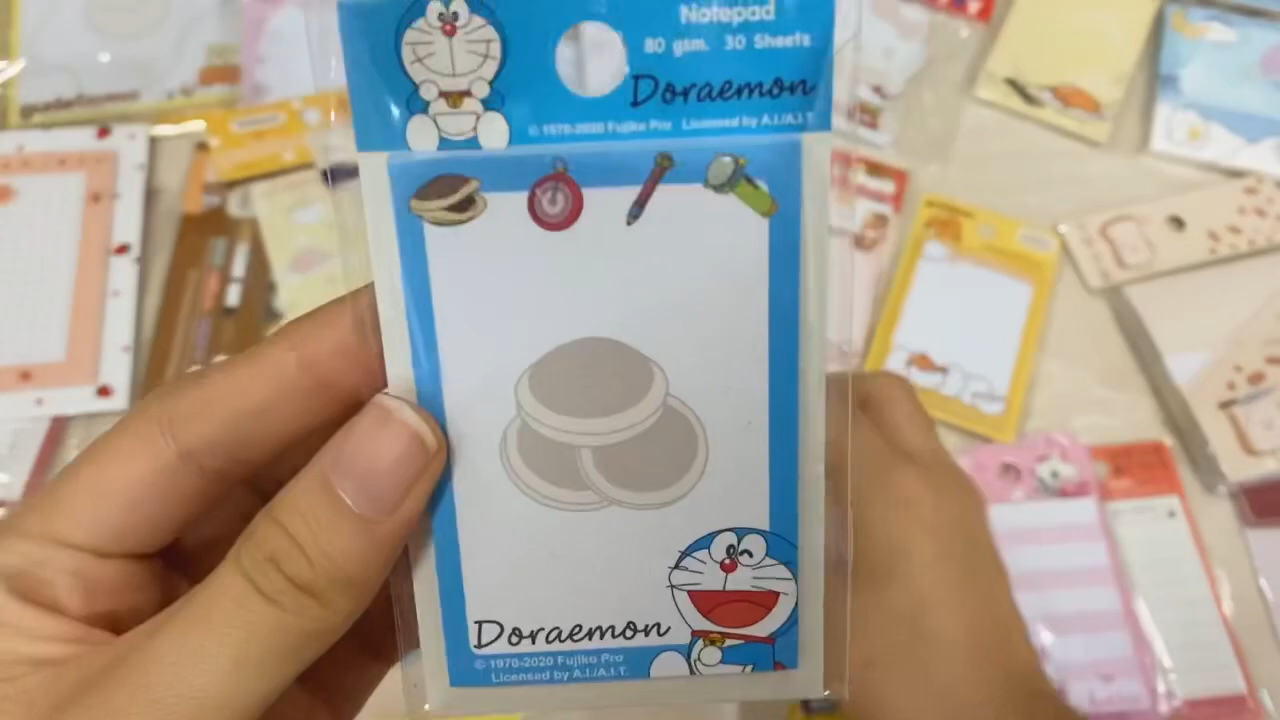 Notepad
80 gsm. 30 Sheets
Doraemon
© 1970-2020 Fujiko Pro Licensed by A.I./A.I.T.
Doraemon
© 1970-2020 Fujiko Pro
Licensed by A.I./A.I.T.